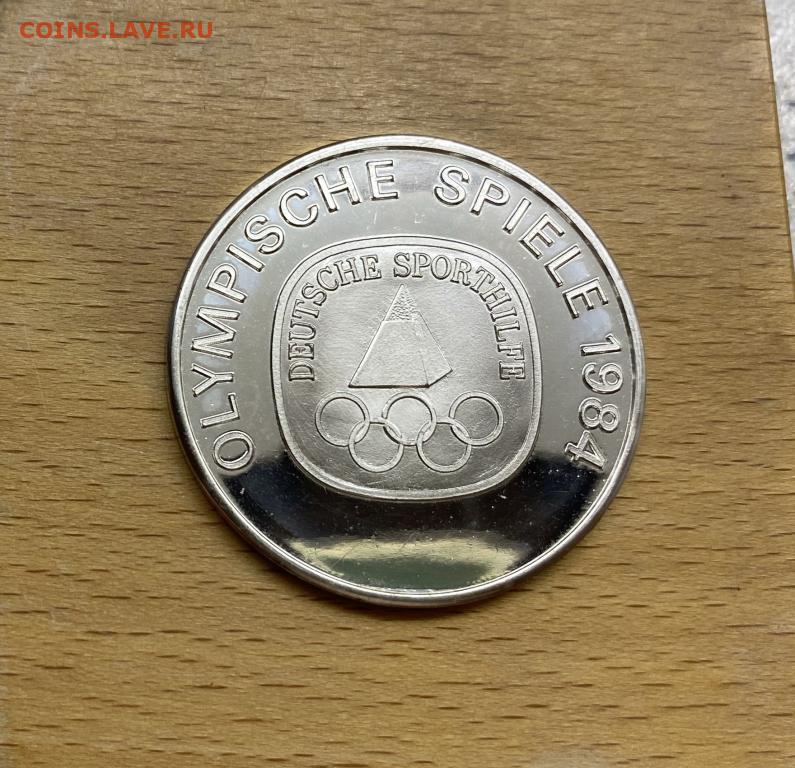 COINS.LAVE.RU
OLYMPISCHE SPIELE 1984
DEUTSCHE SPORTHILFE